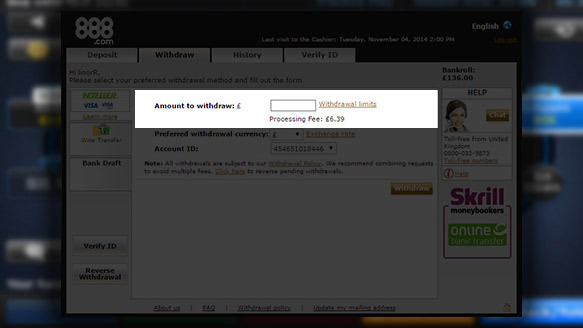 888
.com
English
Last visit to the Cashier: Tuesday, November 04, 2014 2:00 PM
Log out
Deposit
Withdraw
History
Verify ID
Please select your preferred withdrawal method and fill out the form
Bankroll:
£136.00
NETELLER
VISA VISA
Learn more
Wire Transfer
Bank Draft
Amount to withdraw: £
Withdrawal limits
Processing Fee: £6.39
Preferred withdrawal currency: £
Exchange rate
Account ID: 454651018446
Note: All withdrawals are subject to our Withdrawal Policy. We recommend combining requests
to avoid multiple fees. Click here to reverse pending withdrawals.
Withdraw
HELP
Chat
Toll-free from United
Kingdom
Toll-free numbers
Help
Skrill
moneybookers
online
bank transfer
Verify ID
Reverse
Withdrawal
About us | FAQ | Withdrawal policy | Update my mailing address